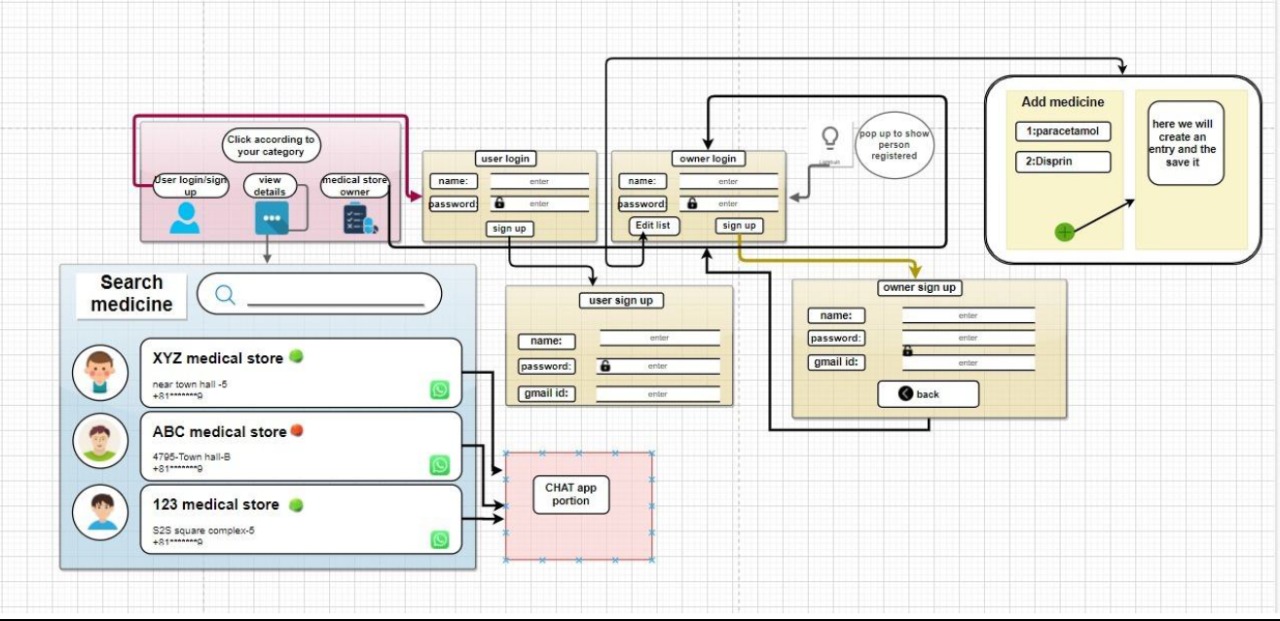 Click according to
your category
User login/sign
up
view
details
medical store
owner
user login
name:
enter
password:
enter
sign up
owner login
name:
enter
password:
enter
Edit list
sign up
pop up to show
person
registered
Add medicine
1:paracetamol
2:Disprin
here we will
create an
entry and the
save it
Search
medicine
XYZ medical store
near town hall -5
+81*******9
ABC medical store
4795-Town hall-B
+81*******9
123 medical store
S2S square complex-5
+81*******9
user sign up
name:
enter
password:
enter
gmail id:
enter
owner sign up
name:
enter
password:
enter
gmail id:
enter
back
CHAT app
portion